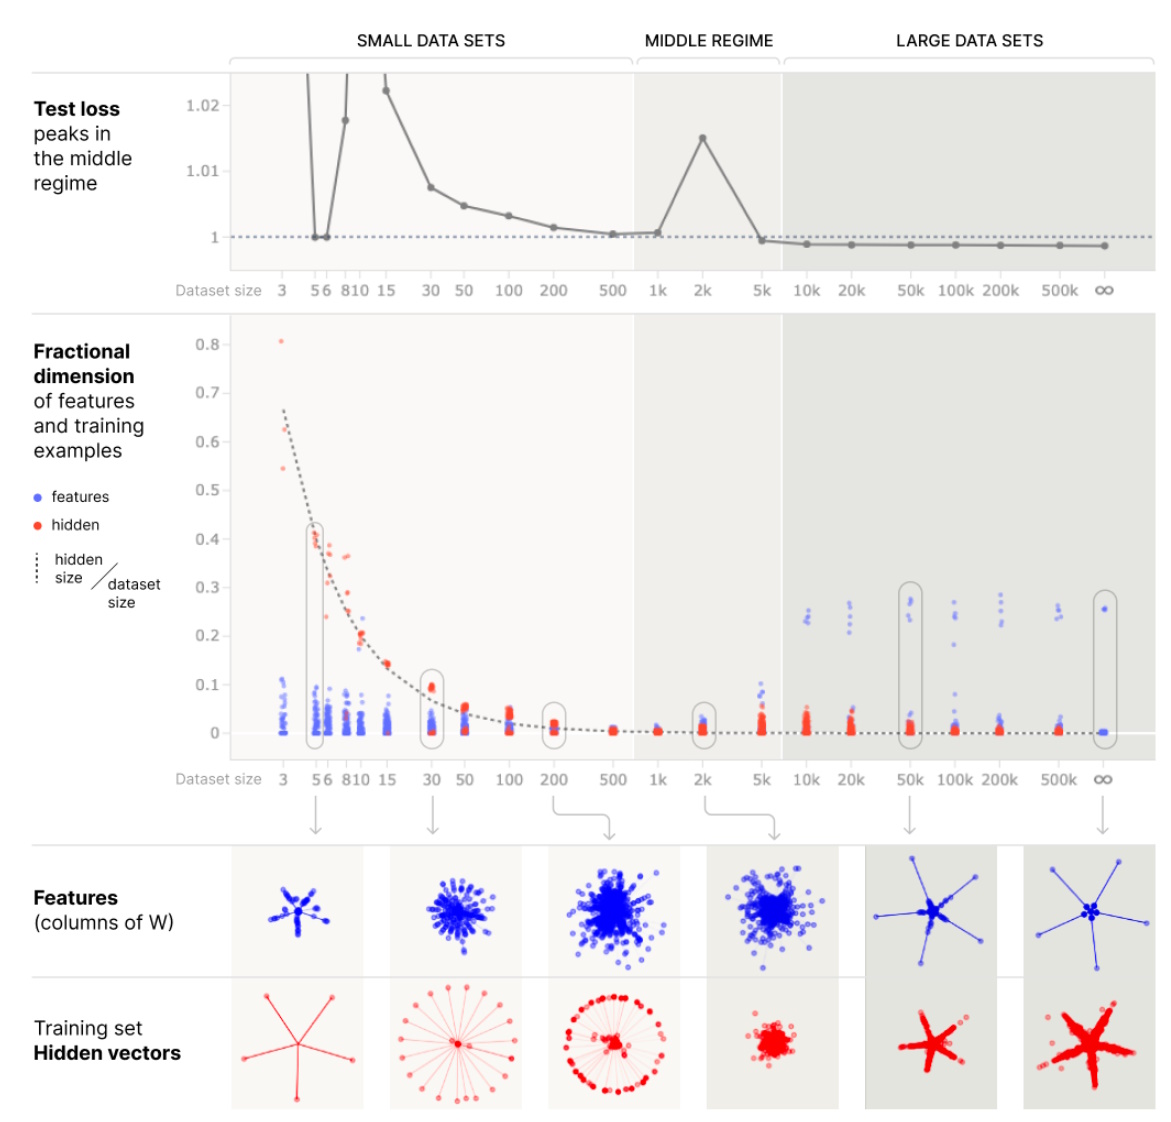 SMALL DATA SETS MIDDLE REGIME LARGE DATA SETS
Test loss
peaks in
the middle
regime
1.02
1.01
1
Dataset size 3 5 6 8 10 15 30 50 100 200 500 1k 2k 5k 10k 20k 50k 100k 200k 500k ∞
Fractional
dimension
of features
and training
examples
features
hidden
hidden
size
dataset
size
0.8
0.7
0.6
0.5
0.4
0.3
0.2
0.1
0
Dataset size 3 5 6 8 10 15 30 50 100 200 500 1k 2k 5k 10k 20k 50k 100k 200k 500k ∞
Features
(columns of W)
Training set
Hidden vectors